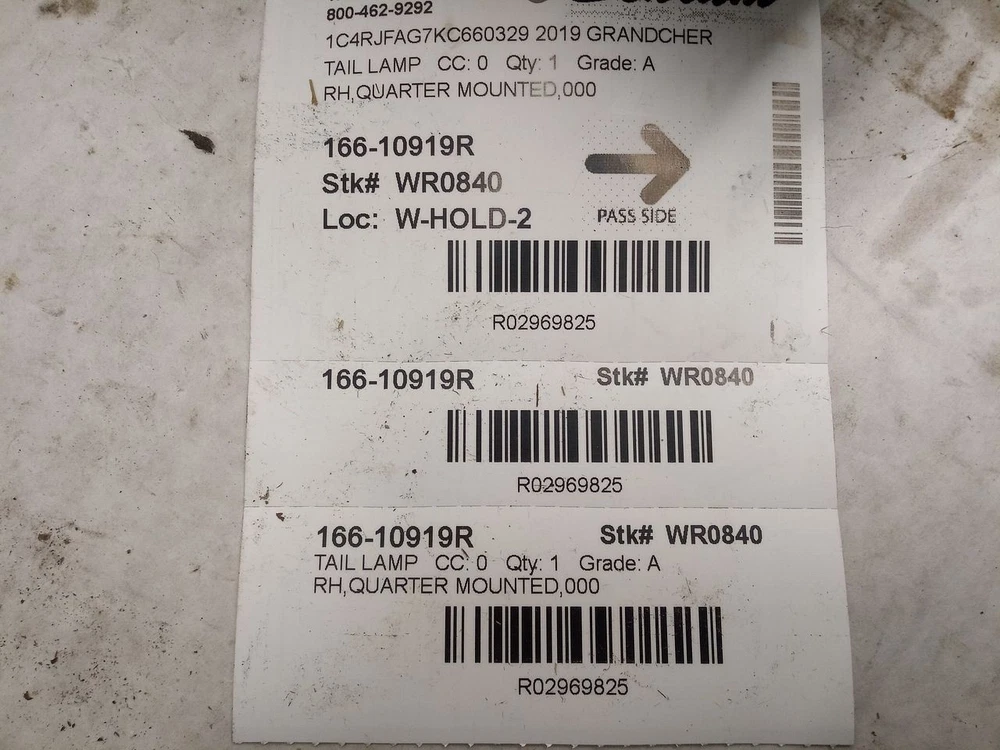 800-462-9292
1C4RJFAG7KC660329 2019 GRANDCHER
TAIL LAMP CC: 0 Qty: 1 Grade: A
RH,QUARTER MOUNTED,000
166-10919R
Stk# WR0840
Loc: W-HOLD-2
PASS SIDE
R02969825
166-10919R Stk# WR0840
R02969825
166-10919R Stk# WR0840
TAIL LAMP CC: 0 Qty: 1 Grade: A
RH,QUARTER MOUNTED,000
R02969825